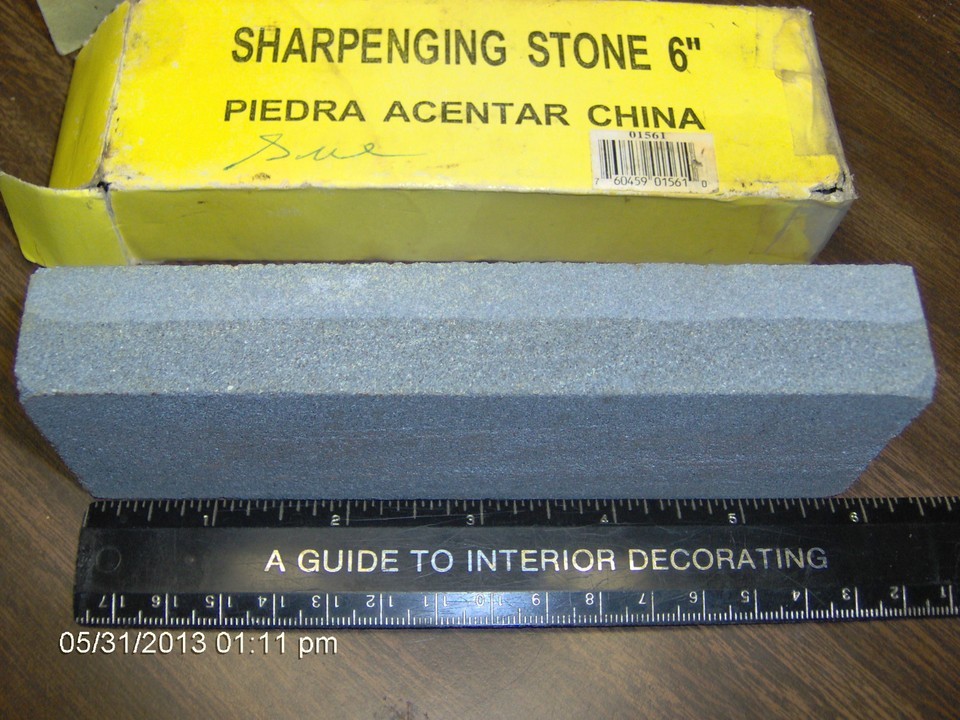 SHARPENGING STONE 6"
PIEDRA ACENTAR CHINA
Sue
01561
7 60459 01561 0
1 2 3 4 5 6
A GUIDE TO INTERIOR DECORATING
17 16 15 14 13 12 11 10 9 8 7 6 5 4 3 2 1
05/31/2013 01:11 pm